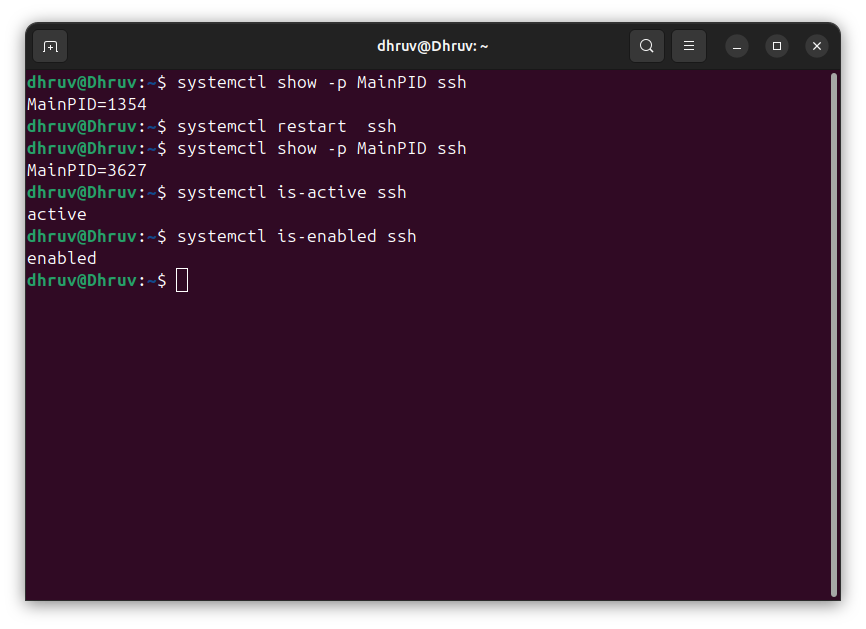 dhruv@Dhruv: ~
dhruv@Dhruv:~$ systemctl show -p MainPID ssh
MainPID=1354
dhruv@Dhruv:~$ systemctl restart  ssh
dhruv@Dhruv:~$ systemctl show -p MainPID ssh
MainPID=3627
dhruv@Dhruv:~$ systemctl is-active ssh
active
dhruv@Dhruv:~$ systemctl is-enabled ssh
enabled
dhruv@Dhruv:~$